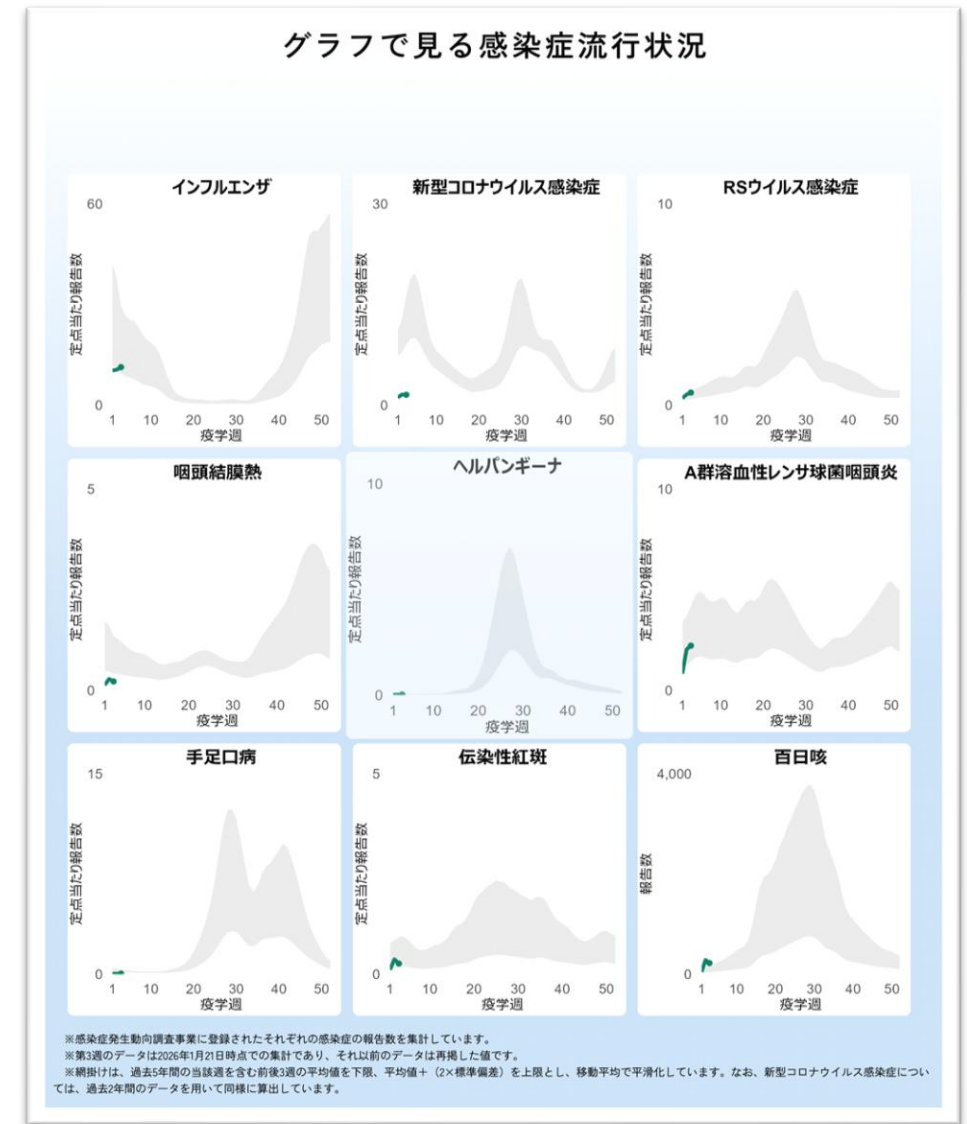 グラフで見る感染症流行状況
インフルエンザ
60
定点当たり報告数
0
1 10 20 30 40 50
疫学週
新型コロナウイルス感染症
30
定点当たり報告数
0
1 10 20 30 40 50
疫学週
RSウイルス感染症
10
定点当たり報告数
0
1 10 20 30 40 50
疫学週
咽頭結膜熱
5
定点当たり報告数
0
1 10 20 30 40 50
疫学週
ヘルパンギーナ
10
定点当たり報告数
0
1 10 20 30 40 50
疫学週
A群溶血性レンサ球菌咽頭炎
10
定点当たり報告数
0
1 10 20 30 40 50
疫学週
手足口病
15
定点当たり報告数
0
1 10 20 30 40 50
疫学週
伝染性紅斑
5
定点当たり報告数
0
1 10 20 30 40 50
疫学週
百日咳
4,000
報告数
0
1 10 20 30 40 50
疫学週
※感染症発生動向調査事業に登録されたそれぞれの感染症の報告数を集計しています。
※第3週のデータは2026年1月21日時点での集計であり、それ以前のデータは再掲した値です。
※網掛けは、過去5年間の当該週を含む前後3週の平均値を下限、平均値+（2×標準偏差）を上限とし、移動平均で平滑化しています。なお、新型コロナウイルス感染症につい
ては、過去2年間のデータを用いて同様に算出しています。